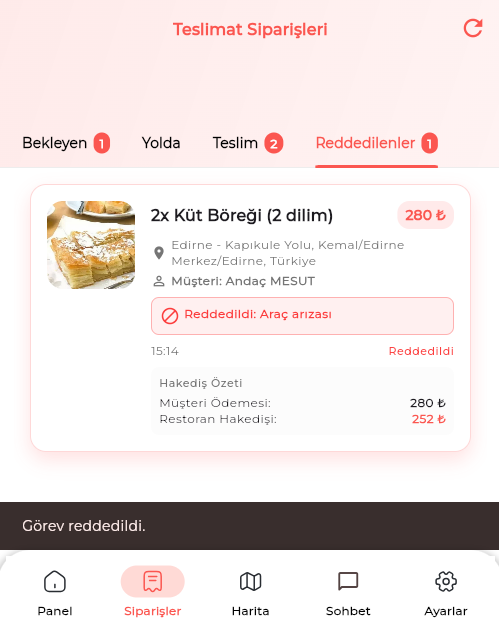 Teslimat Siparişleri
Bekleyen 1 Yolda Teslim 2 Reddedilenler 1
2x Küt Böreği (2 dilim) 280 ₺
Edirne - Kapıkule Yolu, Kemal/Edirne
Merkez/Edirne, Türkiye
Müşteri: Andaç MESUT
Reddedildi: Araç arızası
15:14 Reddedildi
Hakediş Özeti
Müşteri Ödemesi: 280 ₺
Restoran Hakedişi: 252 ₺
Görev reddedildi.
Panel Siparişler Harita Sohbet Ayarlar